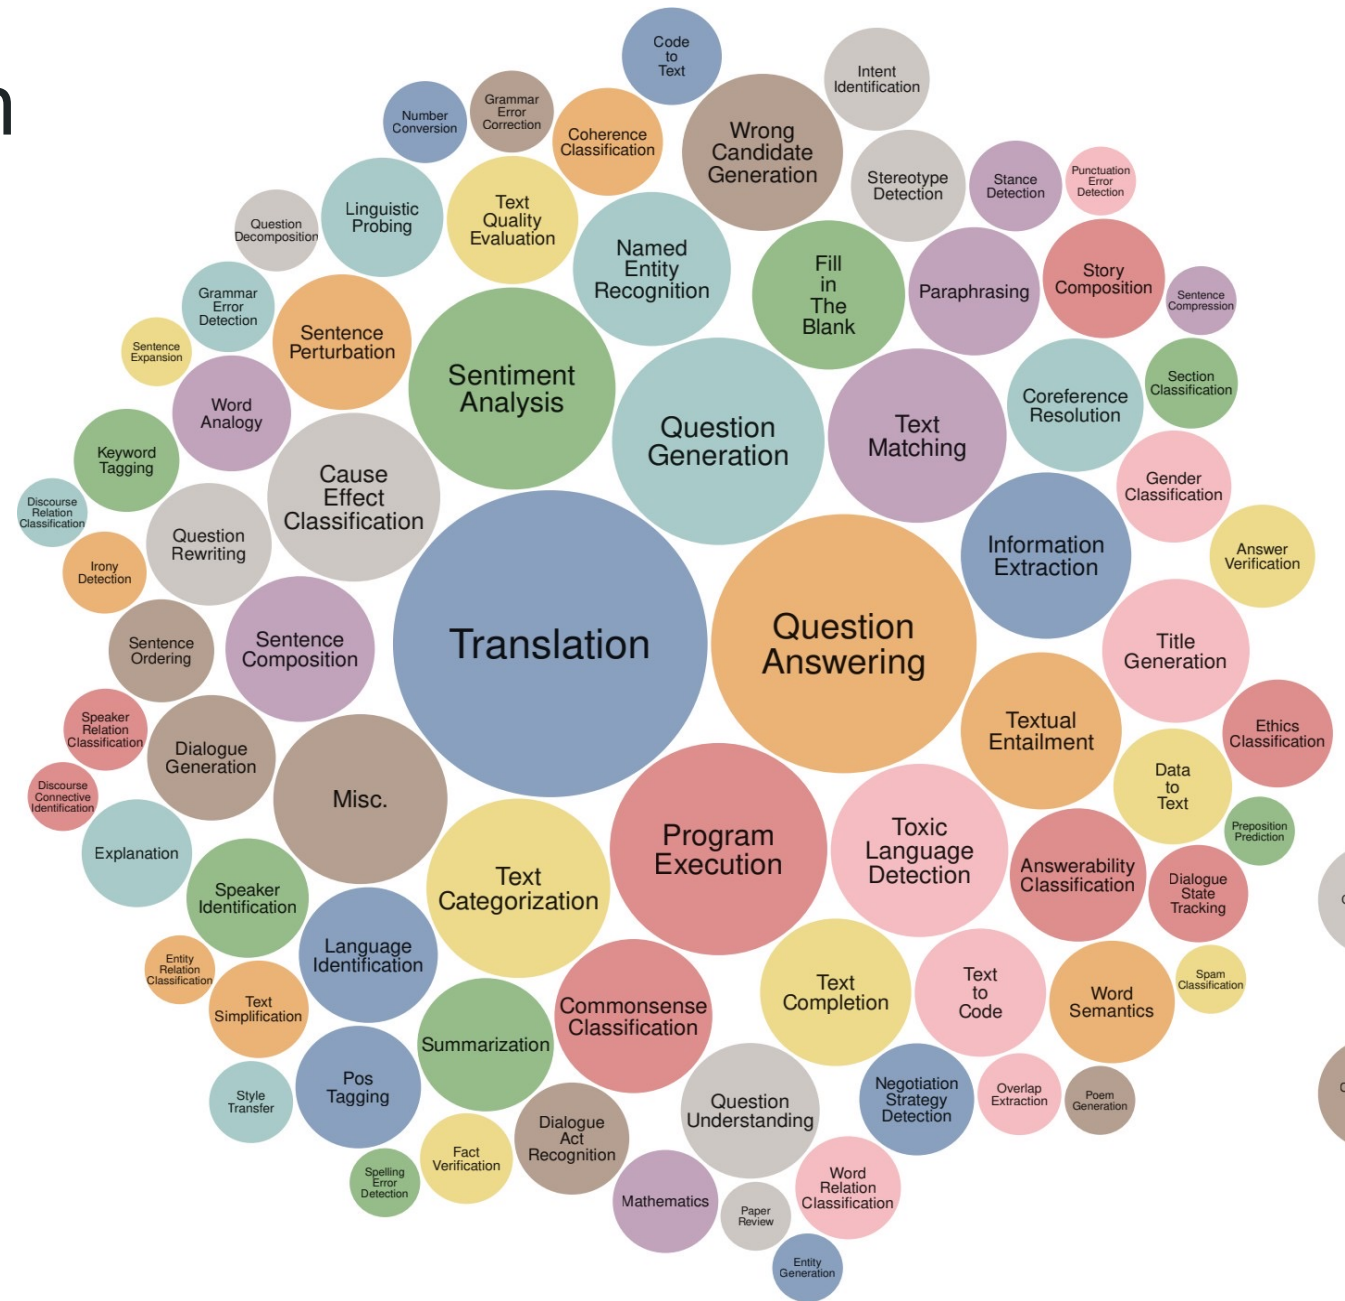 n
Code
to
Text
Intent
Identification
Number
Conversion
Grammar
Error
Correction
Coherence
Classification
Wrong
Candidate
Generation
Stereotype
Detection
Stance
Detection
Punctuation
Error
Detection
Question
Decomposition
Linguistic
Probing
Text
Quality
Evaluation
Named
Entity
Recognition
Fill
in
The
Blank
Paraphrasing
Story
Composition
Sentence
Compression
Grammar
Error
Detection
Sentence
Expansion
Sentence
Perturbation
Sentiment
Analysis
Question
Generation
Text
Matching
Coreference
Resolution
Section
Classification
Word
Analogy
Keyword
Tagging
Cause
Effect
Classification
Gender
Classification
Discourse
Relation
Classification
Question
Rewriting
Information
Extraction
Answer
Verification
Irony
Detection
Sentence
Ordering
Sentence
Composition
Translation
Question
Answering
Title
Generation
Speaker
Relation
Classification
Dialogue
Generation
Textual
Entailment
Ethics
Classification
Discourse
Connective
Identification
Misc.
Data
to
Text
Explanation
Program
Execution
Toxic
Language
Detection
Answerability
Classification
Preposition
Prediction
Speaker
Identification
Text
Categorization
Dialogue
State
Tracking
Language
Identification
Entity
Relation
Classification
Text
Simplification
Commonsense
Classification
Text
Completion
Text
to
Code
Word
Semantics
Spam
Classification
Summarization
Style
Transfer
Pos
Tagging
Question
Understanding
Negotiation
Strategy
Detection
Overlap
Extraction
Poem
Generation
Dialogue
Act
Recognition
Fact
Verification
Spelling
Error
Detection
Mathematics
Paper
Review
Word
Relation
Classification
Entity
Generation